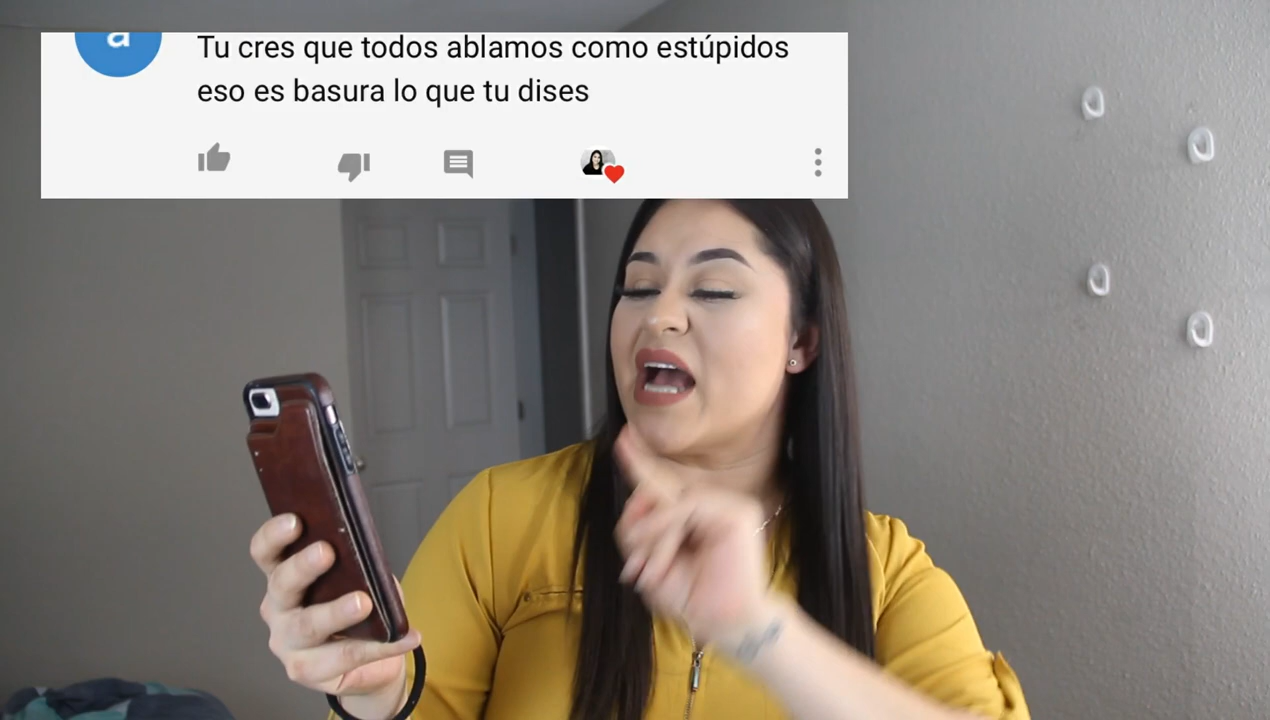 a
Tu cres que todos ablamos como estúpidos
eso es basura lo que tu dises